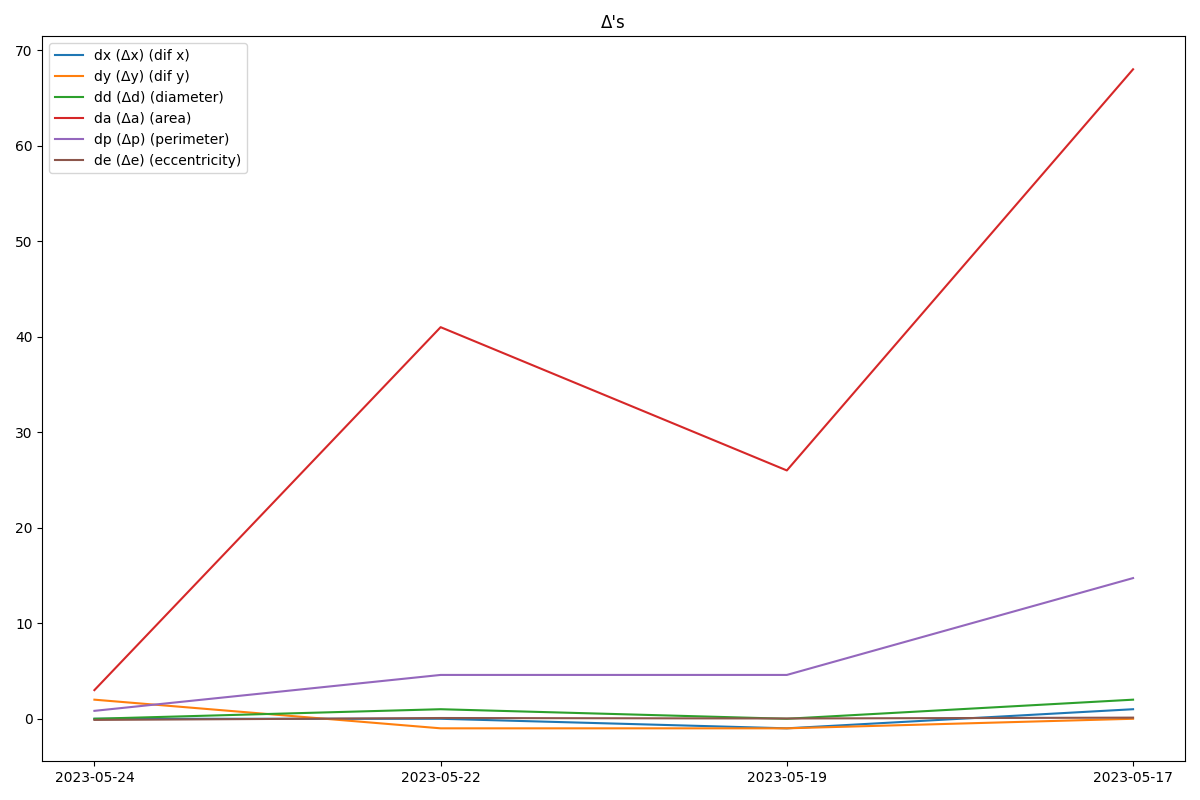 Δ's
dx (Δx) (dif x)
dy (Δy) (dif y)
dd (Δd) (diameter)
da (Δa) (area)
dp (Δp) (perimeter)
de (Δe) (eccentricity)
70
60
50
40
30
20
10
0
2023-05-24 2023-05-22 2023-05-19 2023-05-17